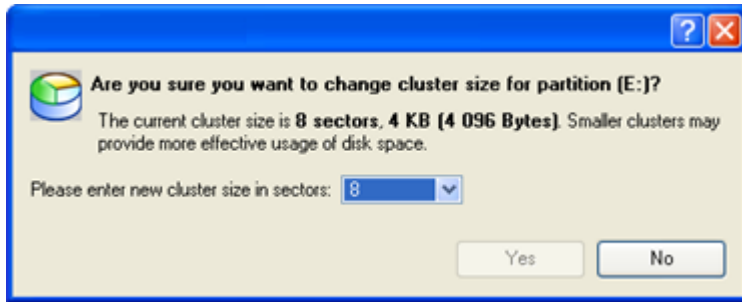 ?
Are you sure you want to change cluster size for partition (E:)?
The current cluster size is 8 sectors, 4 KB (4 096 Bytes). Smaller clusters may
provide more effective usage of disk space.
Please enter new cluster size in sectors: 8
Yes No